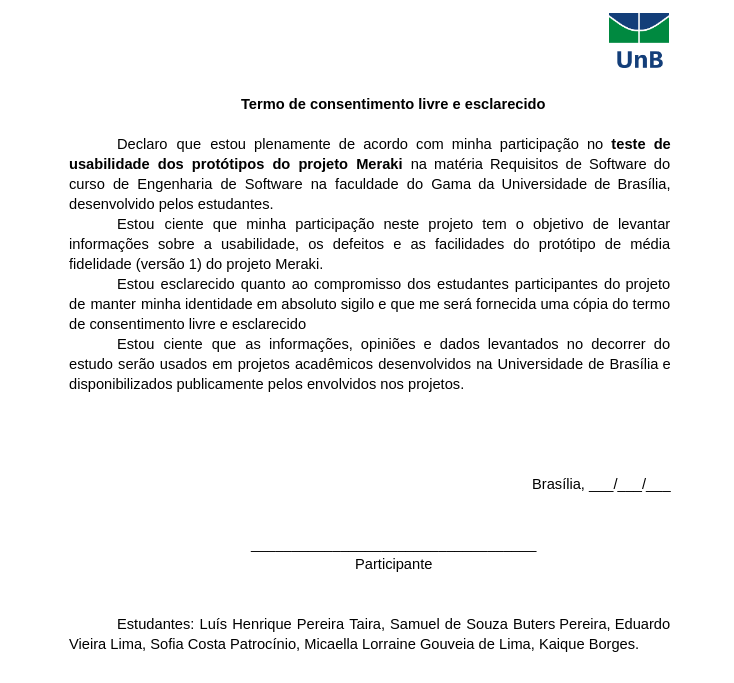 UnB
Termo de consentimento livre e esclarecido
Declaro que estou plenamente de acordo com minha participação no teste de
usabilidade dos protótipos do projeto Meraki na matéria Requisitos de Software do
curso de Engenharia de Software na faculdade do Gama da Universidade de Brasília,
desenvolvido pelos estudantes.
Estou ciente que minha participação neste projeto tem o objetivo de levantar
informações sobre a usabilidade, os defeitos e as facilidades do protótipo de média
fidelidade (versão 1) do projeto Meraki.
Estou esclarecido quanto ao compromisso dos estudantes participantes do projeto
de manter minha identidade em absoluto sigilo e que me será fornecida uma cópia do termo
de consentimento livre e esclarecido
Estou ciente que as informações, opiniões e dados levantados no decorrer do
estudo serão usados em projetos acadêmicos desenvolvidos na Universidade de Brasília e
disponibilizados publicamente pelos envolvidos nos projetos.
Brasília, ___/___/___
___________________________________
Participante
Estudantes: Luís Henrique Pereira Taira, Samuel de Souza Buters Pereira, Eduardo
Vieira Lima, Sofia Costa Patrocínio, Micaella Lorraine Gouveia de Lima, Kaique Borges.